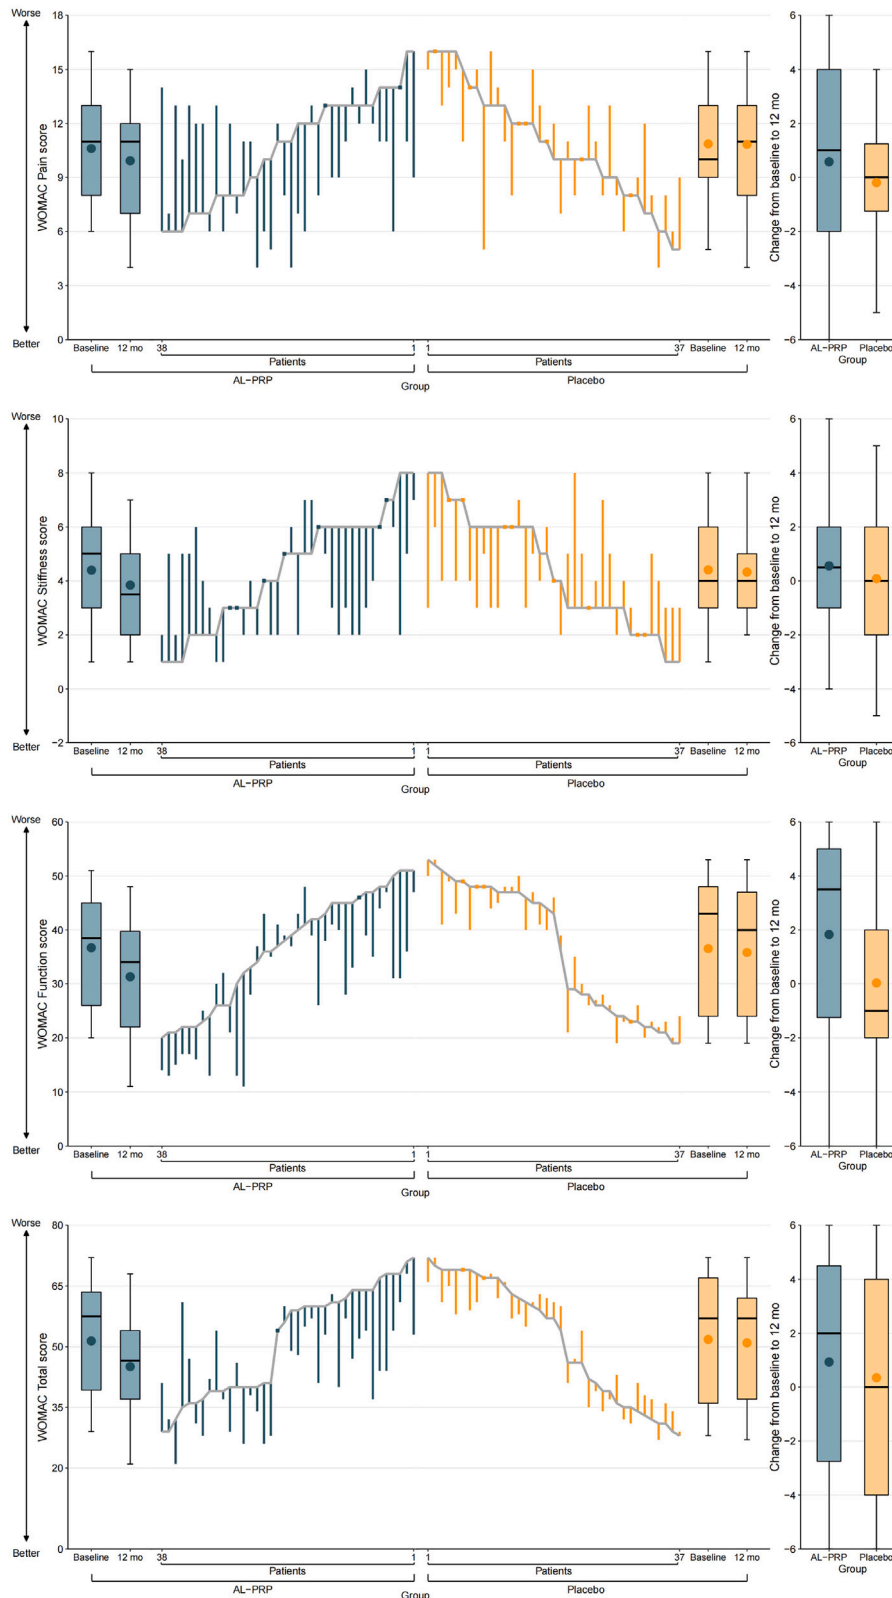 Worse
WOMAC Pain score
18
15
12
9
6
3
0
Better
Baseline 12 mo 38 1 1 37 Baseline 12 mo
Patients Patients
AL-PRP Group Placebo
Change from baseline to 12 mo
6
4
2
0
−2
−4
−6
AL-PRP Placebo
Group
Worse
WOMAC Stiffness score
10
8
6
4
2
0
−2
Better
Baseline 12 mo 38 1 1 37 Baseline 12 mo
Patients Patients
AL-PRP Group Placebo
Change from baseline to 12 mo
6
4
2
0
−2
−4
−6
AL-PRP Placebo
Group
Worse
WOMAC Function score
60
50
40
30
20
10
0
Better
Baseline 12 mo 38 1 1 37 Baseline 12 mo
Patients Patients
AL-PRP Group Placebo
Change from baseline to 12 mo
6
4
2
0
−2
−4
−6
AL-PRP Placebo
Group
Worse
WOMAC Total score
80
65
50
35
20
0
Better
Baseline 12 mo 38 1 1 37 Baseline 12 mo
Patients Patients
AL-PRP Group Placebo
Change from baseline to 12 mo
6
4
2
0
−2
−4
−6
AL-PRP Placebo
Group